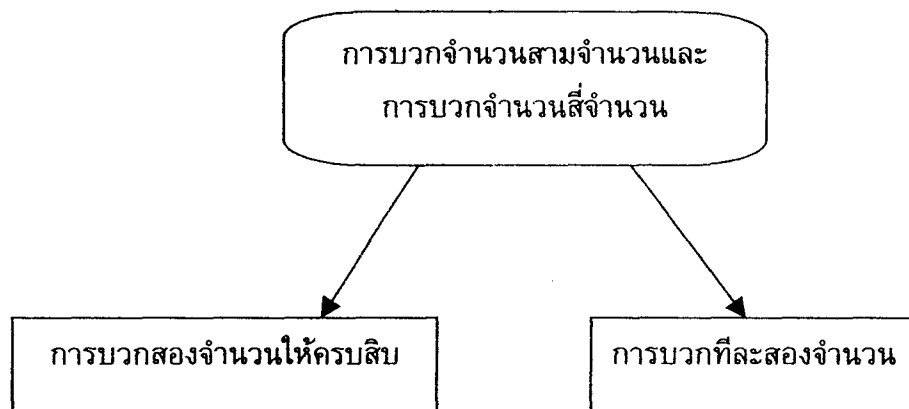 การบวกจำนวนสามจำนวนและ
การบวกจำนวนสี่จำนวน
การบวกสองจำนวนให้ครบสิบ
การบวกทีละสองจำนวน